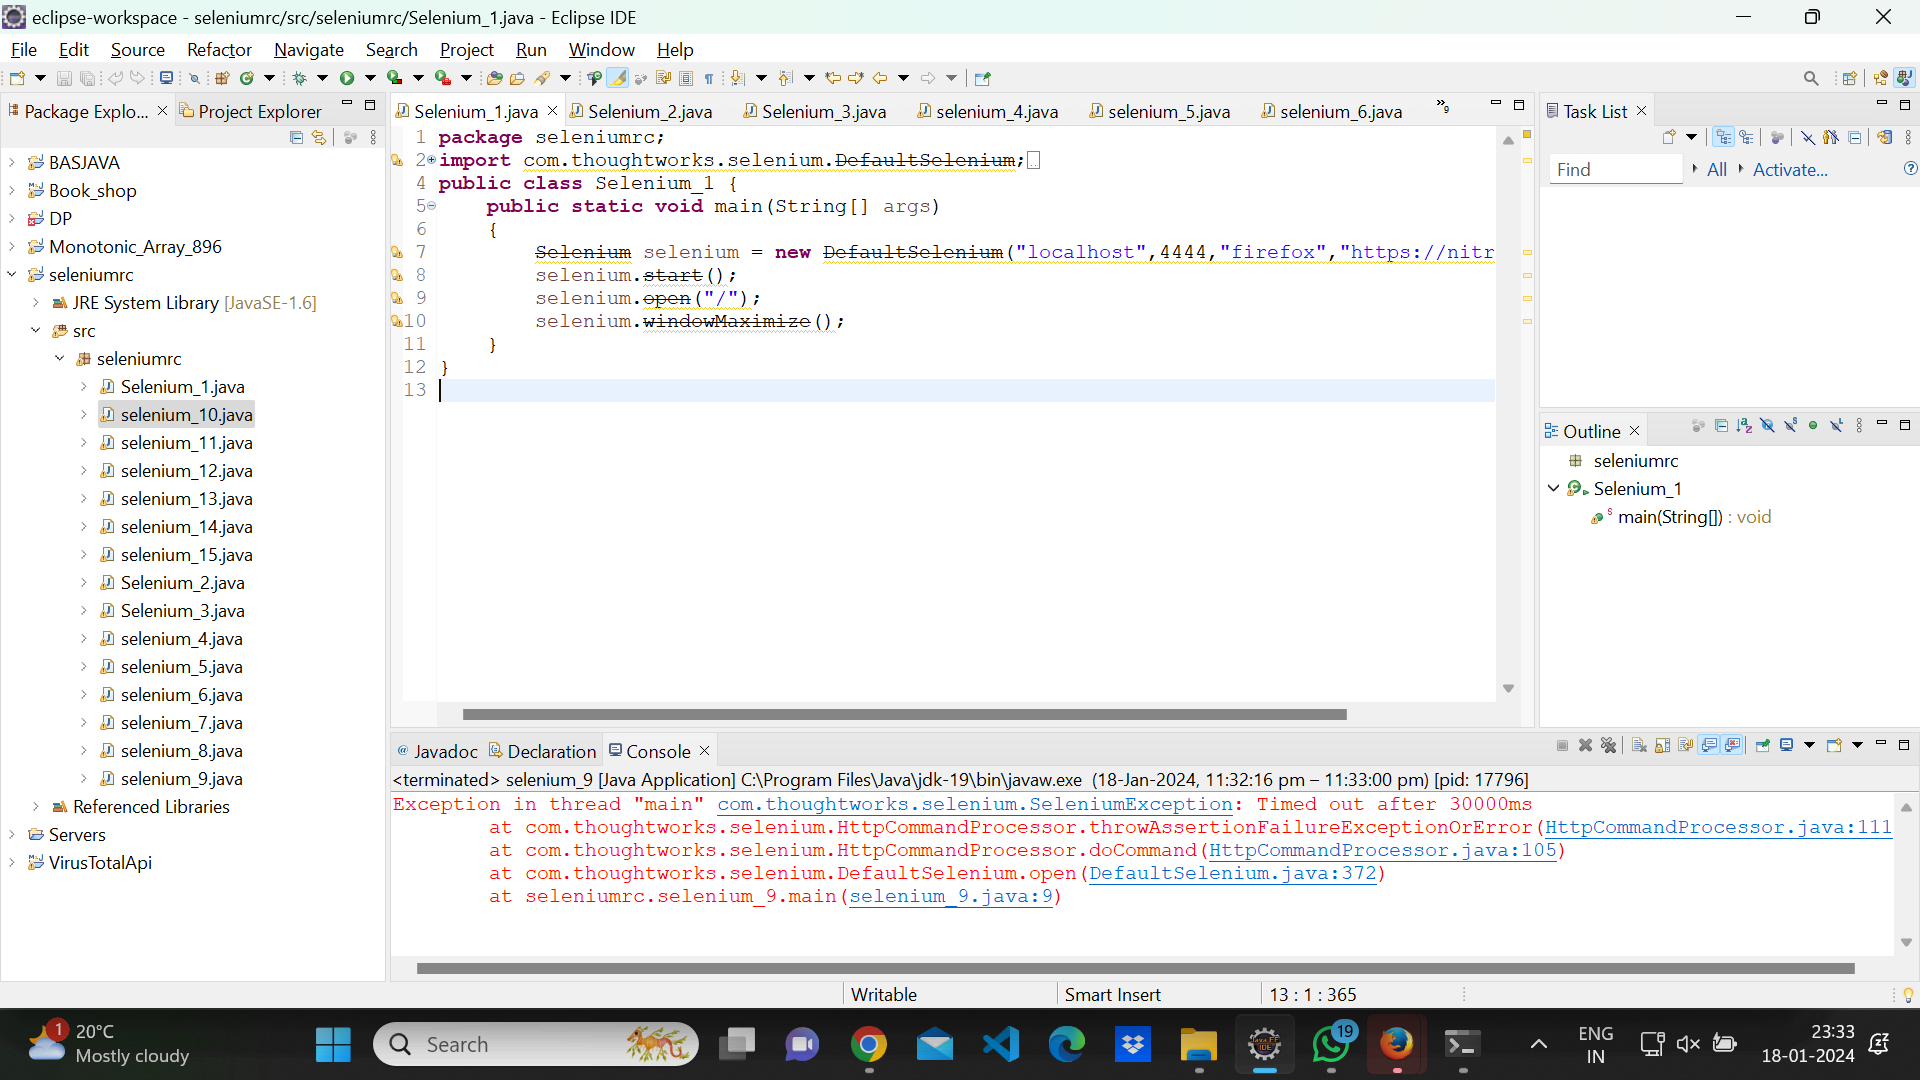 eclipse-workspace - seleniumrc/src/seleniumrc/Selenium_1.java - Eclipse IDE
File Edit Source Refactor Navigate Search Project Run Window Help
Package Explo... Project Explorer
BASJAVA
Book_shop
DP
Monotonic_Array_896
seleniumrc
JRE System Library [JavaSE-1.6]
src
seleniumrc
Selenium_1.java
selenium_10.java
selenium_11.java
selenium_12.java
selenium_13.java
selenium_14.java
selenium_15.java
Selenium_2.java
Selenium_3.java
selenium_4.java
selenium_5.java
selenium_6.java
selenium_7.java
selenium_8.java
selenium_9.java
Referenced Libraries
Servers
VirusTotalApi
Selenium_1.java Selenium_2.java Selenium_3.java selenium_4.java selenium_5.java selenium_6.java »9
1 package seleniumrc;
2 import com.thoughtworks.selenium.DefaultSelenium;
4 public class Selenium_1 {
5 public static void main(String[] args)
6 {
7 Selenium selenium = new DefaultSelenium("localhost",4444,"firefox","https://nitr
8 selenium.start();
9 selenium.open("/");
10 selenium.windowMaximize();
11 }
12 }
13
Task List
Find All Activate...
Outline
seleniumrc
Selenium_1
main(String[]) : void
Javadoc Declaration Console
<terminated> selenium_9 [Java Application] C:\Program Files\Java\jdk-19\bin\javaw.exe (18-Jan-2024, 11:32:16 pm – 11:33:00 pm) [pid: 17796]
Exception in thread "main" com.thoughtworks.selenium.SeleniumException: Timed out after 30000ms
at com.thoughtworks.selenium.HttpCommandProcessor.throwAssertionFailureExceptionOrError(HttpCommandProcessor.java:111
at com.thoughtworks.selenium.HttpCommandProcessor.doCommand(HttpCommandProcessor.java:105)
at com.thoughtworks.selenium.DefaultSelenium.open(DefaultSelenium.java:372)
at seleniumrc.selenium_9.main(selenium_9.java:9)
Writable Smart Insert 13 : 1 : 365
1 20°C
Mostly cloudy
Search
19
ENG
IN
23:33
18-01-2024